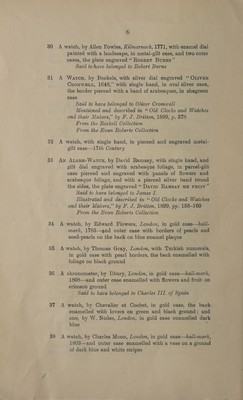 8
30 A watch, by Allen Fowles, Kilmarnock, 1771, with enamel dial
painted with a landscape, in metal-gilt case, and two outer
cases, the plate engraved "ROBERT BURNS"
Said to have belonged to Robert Burns
31 A WATCH, by Bockels, with silver dial engraved "OLIVER
CROMWELL, 1648," with single hand, in oval silver case,
the border pierced with a band of arabesques, in shagreen
case
Said to have belonged to Oliver Cromwell
Mentioned and described in "Old Clocks and Watches
and their Makers," by F. J. Britten, 1899, p. 378
From the Roskell Collection
From the Evan Roberts Collection
32 A watch, with single hand, in pierced and engraved metal-
gilt case—17th Century
33 AN ALARM-WATCH, by David Ramsay, with single hand, and
gilt dial engraved with arabesque foliage, in parcel-gilt
case pierced and engraved with panels of flowers and
arabesque foliage, and with a pierced silver band round
the sides, the plate engraved "DAVID RAMSAY ME FECIT"
Said to have belonged to James I.
Illustrated and described in "Old Clocks and Watches
and their Makers," by F. J. Britten, 1899, pp. 158-160
From the Evan Roberts Collection
34 A watch, by Edward Flowers, London, in gold case—hall-
mark, 1785—and outer case with borders of pearls and
seed-pearls on the back on blue enamel plaque
35 A watch, by Thomas Gray, London, with Turkish numerals,
in gold case with pearl borders, the back enamelled with
foliage on black ground
36 A chronometer, by Ilbury, London, in gold case—hall-mark,
1808—and outer case enamelled with flowers and fruit on
crimson ground
Said to have belonged to Charles III. of Spain
37 A watch, by Chevalier et Cochet, in gold case, the back
enamelled with lovers on green and black ground; and
one, by W. Nodes, London, in gold case enamelled dark
blue
38 A watch, by Charles Moon, London, in gold case—hall-mark,
1803—and outer case enamelled with a vase on a ground
of dark blue and white stripes